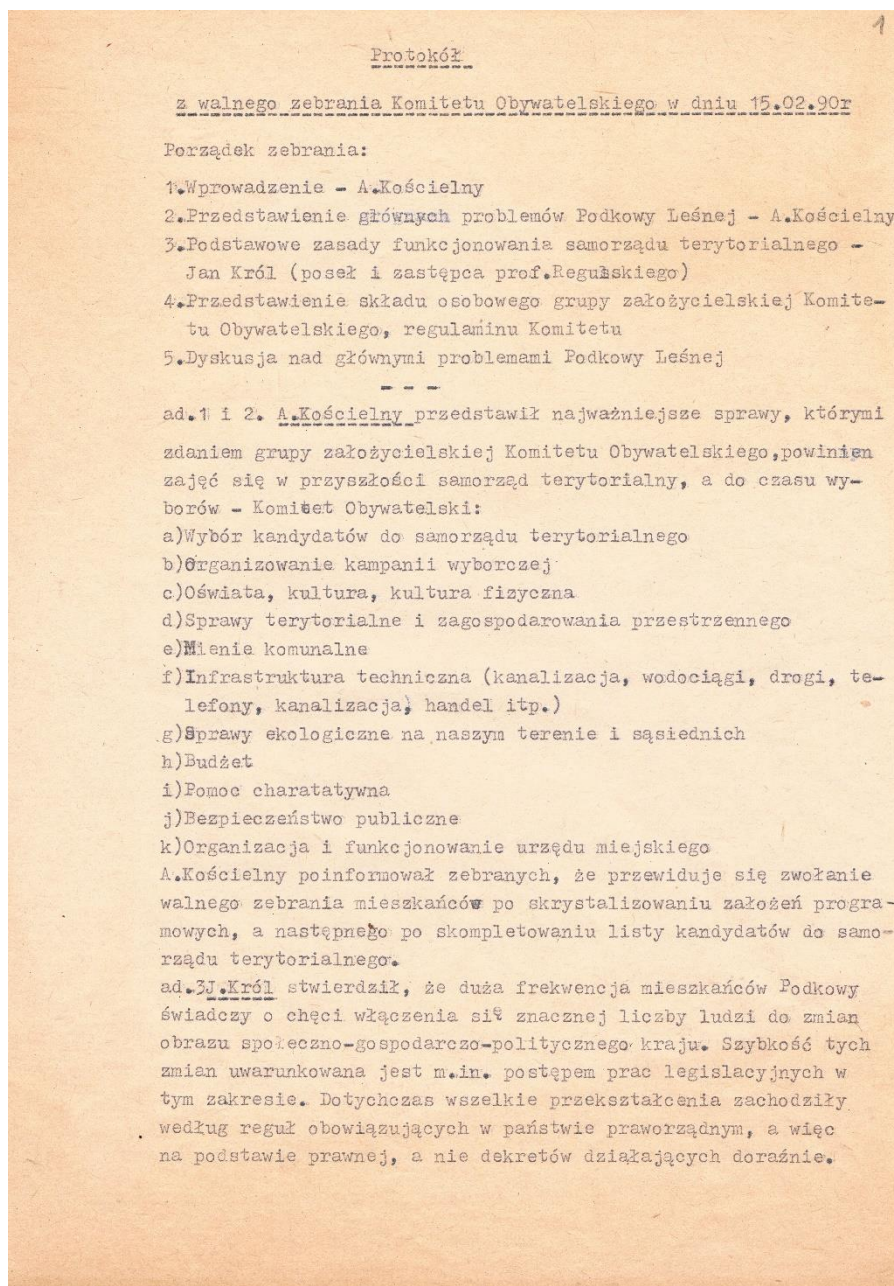 1
Protokół
z walnego zebrania Komitetu Obywatelskiego w dniu 15.02.90r
Porządek zebrania:
1.Wprowadzenie - A.Kościelny
2.Przedstawienie głównych problemów Podkowy Leśnej - A.Kościelny
3.Podstawowe zasady funkcjonowania samorządu terytorialnego -
Jan Król (poseł i zastępca prof.Regulskiego)
4.Przedstawienie składu osobowego grupy założycielskiej Komite-
tu Obywatelskiego, regulaminu Komitetu
5.Dyskusja nad głównymi problemami Podkowy Leśnej
- - -
ad.1 i 2. A.Kościelny przedstawił najważniejsze sprawy, którymi
zdaniem grupy założycielskiej Komitetu Obywatelskiego,powinien
zająć się w przyszłości samorząd terytorialny, a do czasu wy-
borów - Komitet Obywatelski:
a)Wybór kandydatów do samorządu terytorialnego
b)Organizowanie kampanii wyborczej
c)Oświata, kultura, kultura fizyczna
d)Sprawy terytorialne i zagospodarowania przestrzennego
e)Mienie komunalne
f)Infrastruktura techniczna (kanalizacja, wodociągi, drogi, te-
lefony, kanalizacja, handel itp.)
g)Sprawy ekologiczne na naszym terenie i sąsiednich
h)Budżet
i)Pomoc charatatywna
j)Bezpieczeństwo publiczne
k)Organizacja i funkcjonowanie urzędu miejskiego
A.Kościelny poinformował zebranych, że przewiduje się zwołanie
walnego zebrania mieszkańców po skrystalizowaniu założeń progra-
mowych, a następnego po skompletowaniu listy kandydatów do samo-
rządu terytorialnego.
ad.3J.Król stwierdził, że duża frekwencja mieszkańców Podkowy
świadczy o chęci włączenia się znacznej liczby ludzi do zmian
obrazu społeczno-gospodarczo-politycznego kraju. Szybkość tych
zmian uwarunkowana jest m.in. postępem prac legislacyjnych w
tym zakresie. Dotychczas wszelkie przekształcenia zachodziły
według reguł obowiązujących w państwie praworządnym, a więc
na podstawie prawnej, a nie dekretów działających doraźnie.